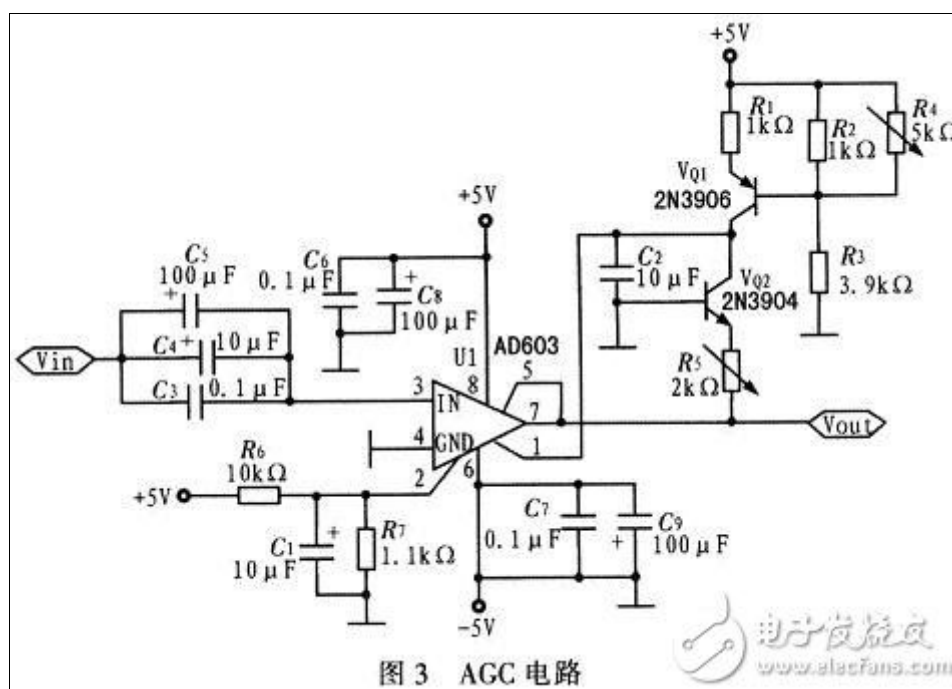 +5V
R1
1kΩ
R2
1kΩ
R4
5kΩ
VQ1
2N3906
+5V
C5
100μF
+
C6
0.1μF
+
C8
100μF
C2
10μF
VQ2
2N3904
R3
3.9kΩ
Vin
C4
+
10μF
C3
0.1μF
U1
AD603
R5
2kΩ
3
IN
8
5
7
1
4
GND
6
2
Vout
R6
10kΩ
+5V
C1
10μF
+
R7
1.1kΩ
C7
0.1μF
+
C9
100μF
-5V
图 3 AGC 电路
电子发烧友
www.elecfans.com